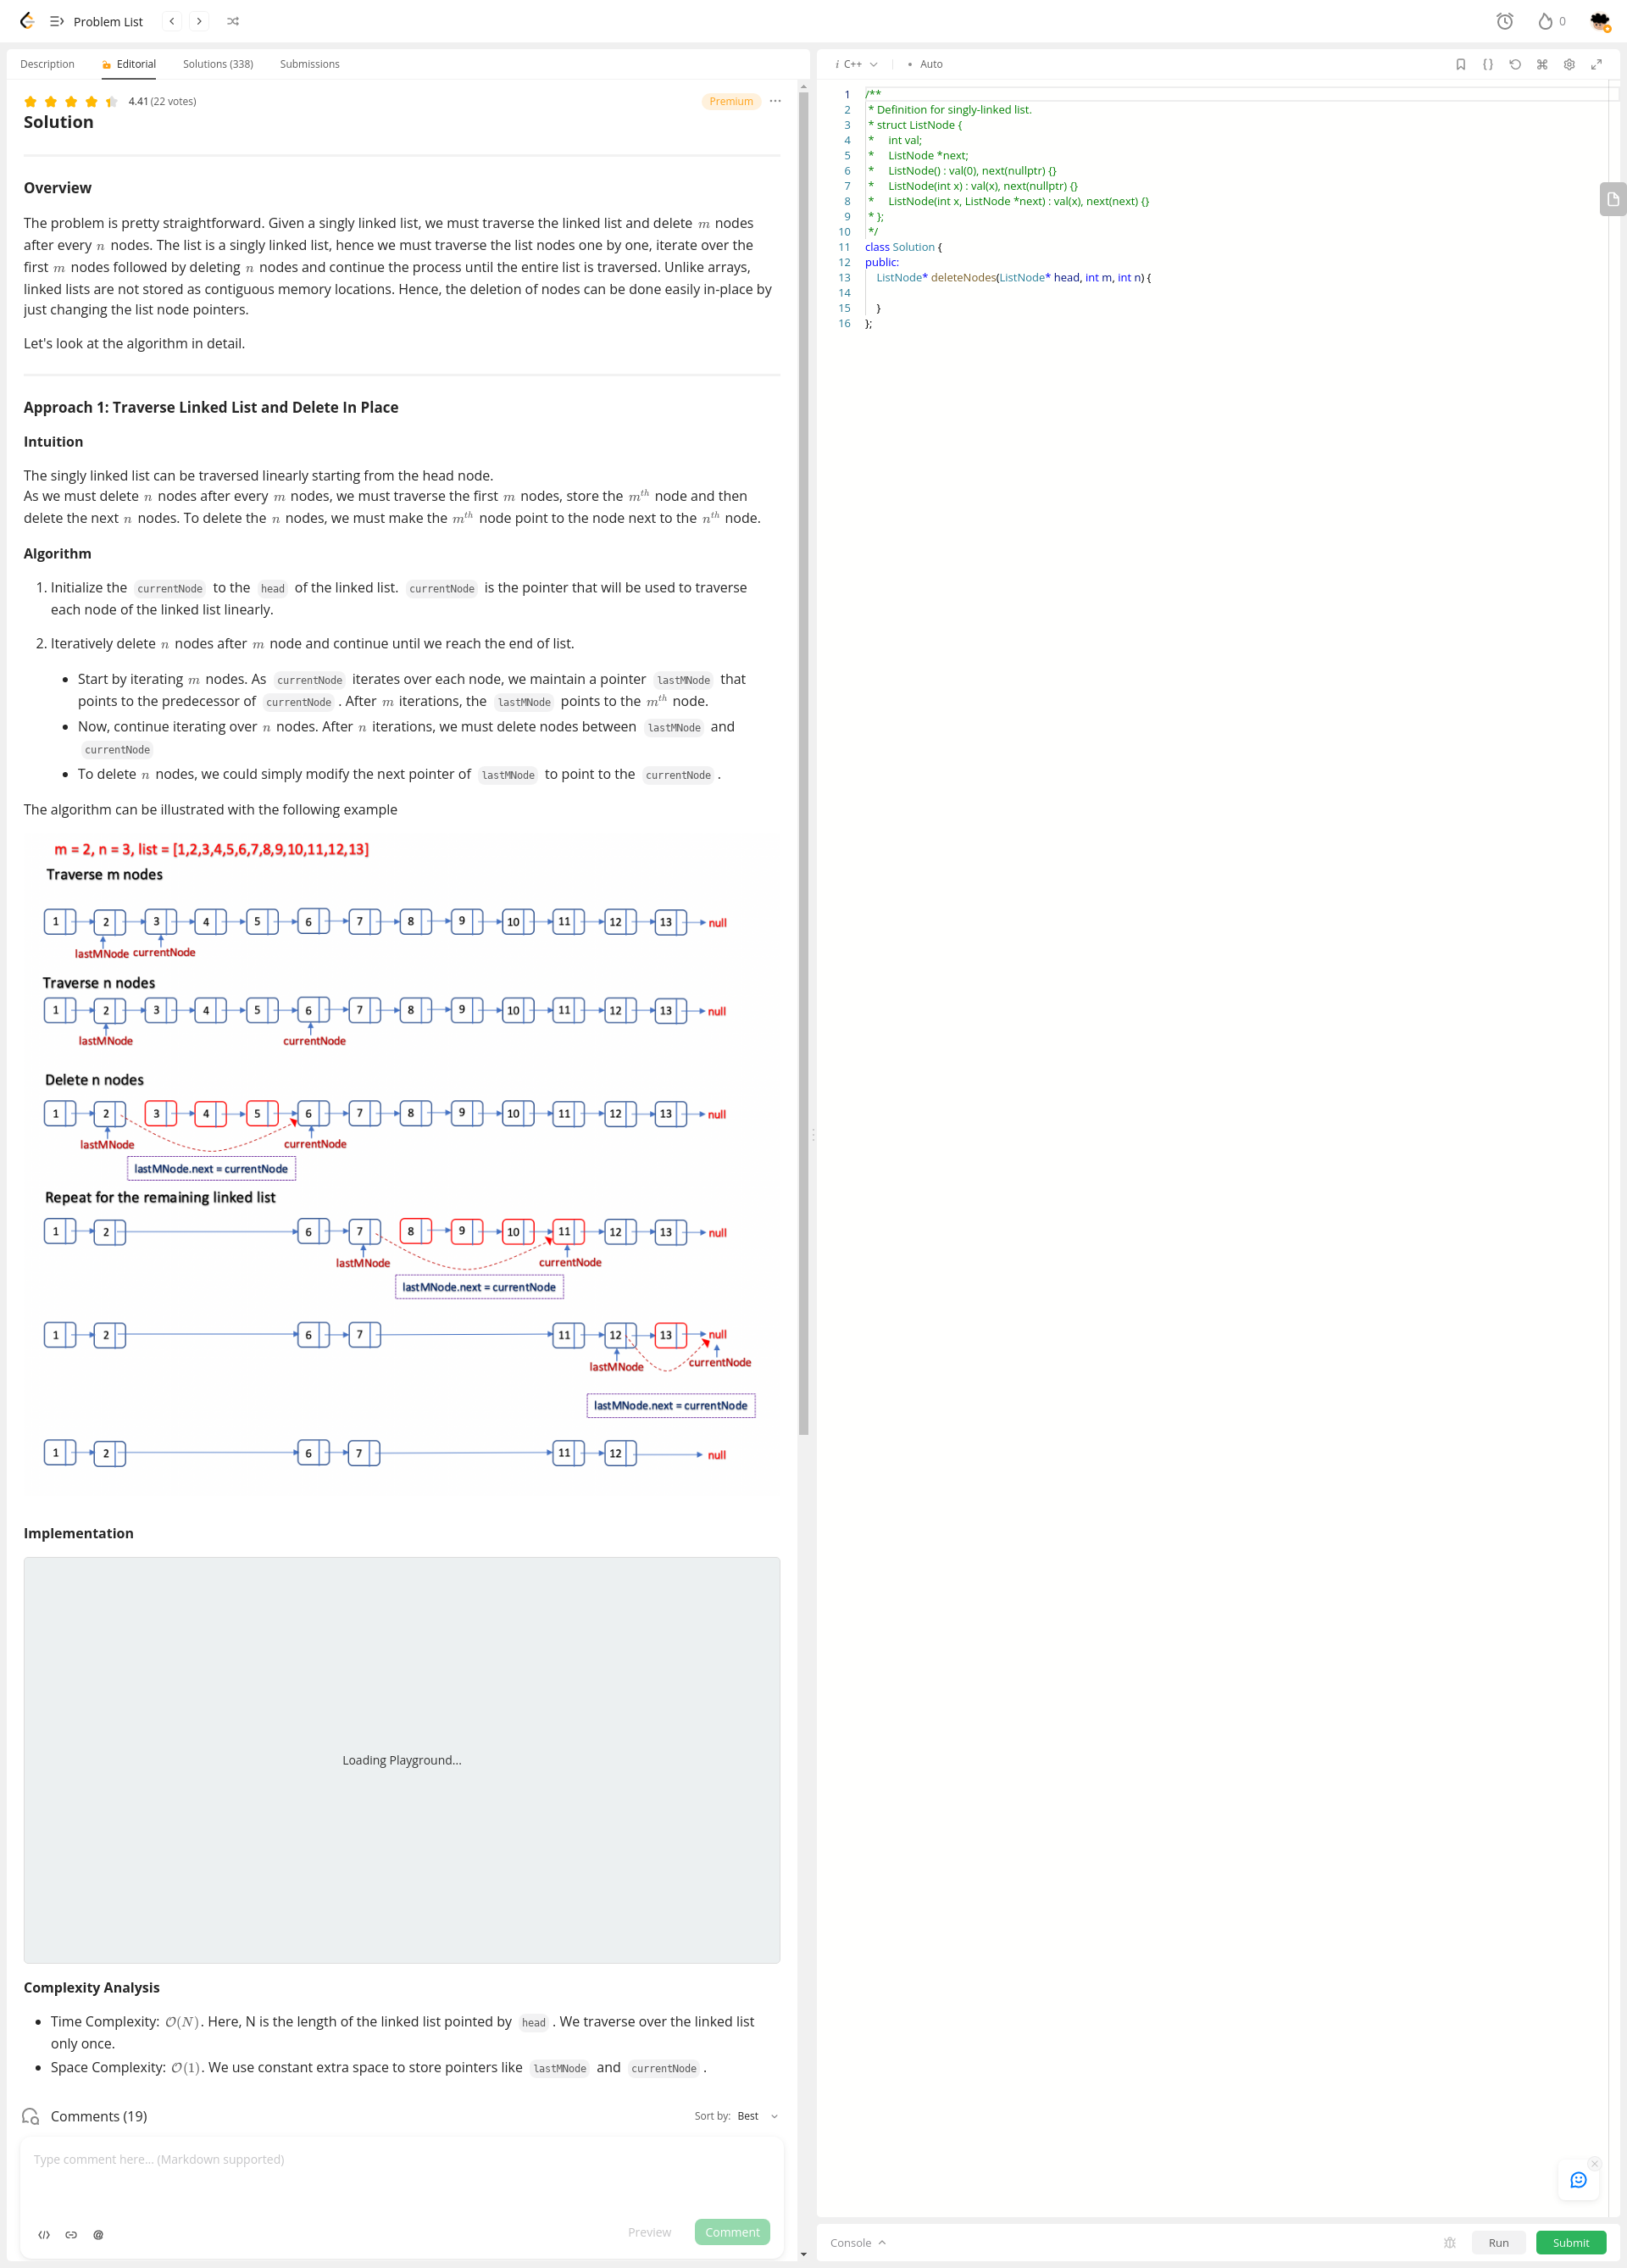 Problem List
0
Description
Editorial
Solutions (338)
Submissions
4.41 (22 votes)
Premium
Solution
Overview
The problem is pretty straightforward. Given a singly linked list, we must traverse the linked list and delete m nodes
after every n nodes. The list is a singly linked list, hence we must traverse the list nodes one by one, iterate over the
first m nodes followed by deleting n nodes and continue the process until the entire list is traversed. Unlike arrays,
linked lists are not stored as contiguous memory locations. Hence, the deletion of nodes can be done easily in-place by
just changing the list node pointers.
Let's look at the algorithm in detail.
Approach 1: Traverse Linked List and Delete In Place
Intuition
The singly linked list can be traversed linearly starting from the head node.
As we must delete n nodes after every m nodes, we must traverse the first m nodes, store the m^th node and then
delete the next n nodes. To delete the n nodes, we must make the m^th node point to the node next to the n^th node.
Algorithm
1. Initialize the currentNode to the head of the linked list. currentNode is the pointer that will be used to traverse
each node of the linked list linearly.
2. Iteratively delete n nodes after m node and continue until we reach the end of list.
• Start by iterating m nodes. As currentNode iterates over each node, we maintain a pointer lastMNode that
points to the predecessor of currentNode . After m iterations, the lastMNode points to the m^th node.
• Now, continue iterating over n nodes. After n iterations, we must delete nodes between lastMNode and
currentNode
• To delete n nodes, we could simply modify the next pointer of lastMNode to point to the currentNode .
The algorithm can be illustrated with the following example
m = 2, n = 3, list = [1,2,3,4,5,6,7,8,9,10,11,12,13]
Traverse m nodes
1 2 3 4 5 6 7 8 9 10 11 12 13 null
lastMNode currentNode
Traverse n nodes
1 2 3 4 5 6 7 8 9 10 11 12 13 null
lastMNode currentNode
Delete n nodes
1 2 3 4 5 6 7 8 9 10 11 12 13 null
lastMNode currentNode
lastMNode.next = currentNode
Repeat for the remaining linked list
1 2 6 7 8 9 10 11 12 13 null
lastMNode currentNode
lastMNode.next = currentNode
1 2 6 7 11 12 13 null
lastMNode currentNode
lastMNode.next = currentNode
1 2 6 7 11 12 null
Implementation
Loading Playground...
Complexity Analysis
• Time Complexity: O(N). Here, N is the length of the linked list pointed by head . We traverse over the linked list
only once.
• Space Complexity: O(1). We use constant extra space to store pointers like lastMNode and currentNode .
Comments (19)
Sort by: Best
Type comment here... (Markdown supported)
Preview
Comment
i C++
• Auto
1 /**
2  * Definition for singly-linked list.
3  * struct ListNode {
4  *     int val;
5  *     ListNode *next;
6  *     ListNode() : val(0), next(nullptr) {}
7  *     ListNode(int x) : val(x), next(nullptr) {}
8  *     ListNode(int x, ListNode *next) : val(x), next(next) {}
9  * };
10  */
11 class Solution {
12 public:
13     ListNode* deleteNodes(ListNode* head, int m, int n) {
14
15     }
16 };
Console
Run
Submit